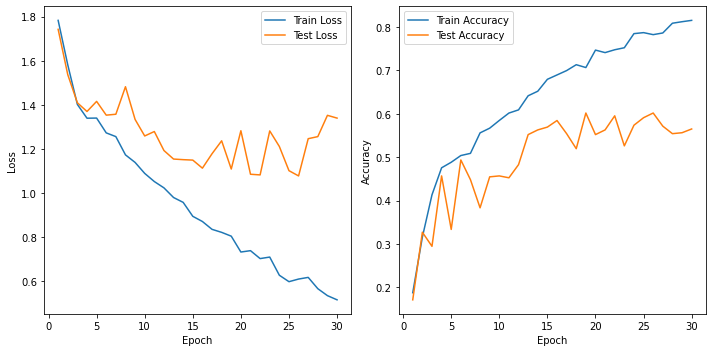 Train Loss
Test Loss
1.8
1.6
1.4
1.2
1.0
0.8
0.6
Loss
0 5 10 15 20 25 30
Epoch
Train Accuracy
Test Accuracy
0.8
0.7
0.6
0.5
0.4
0.3
0.2
Accuracy
0 5 10 15 20 25 30
Epoch